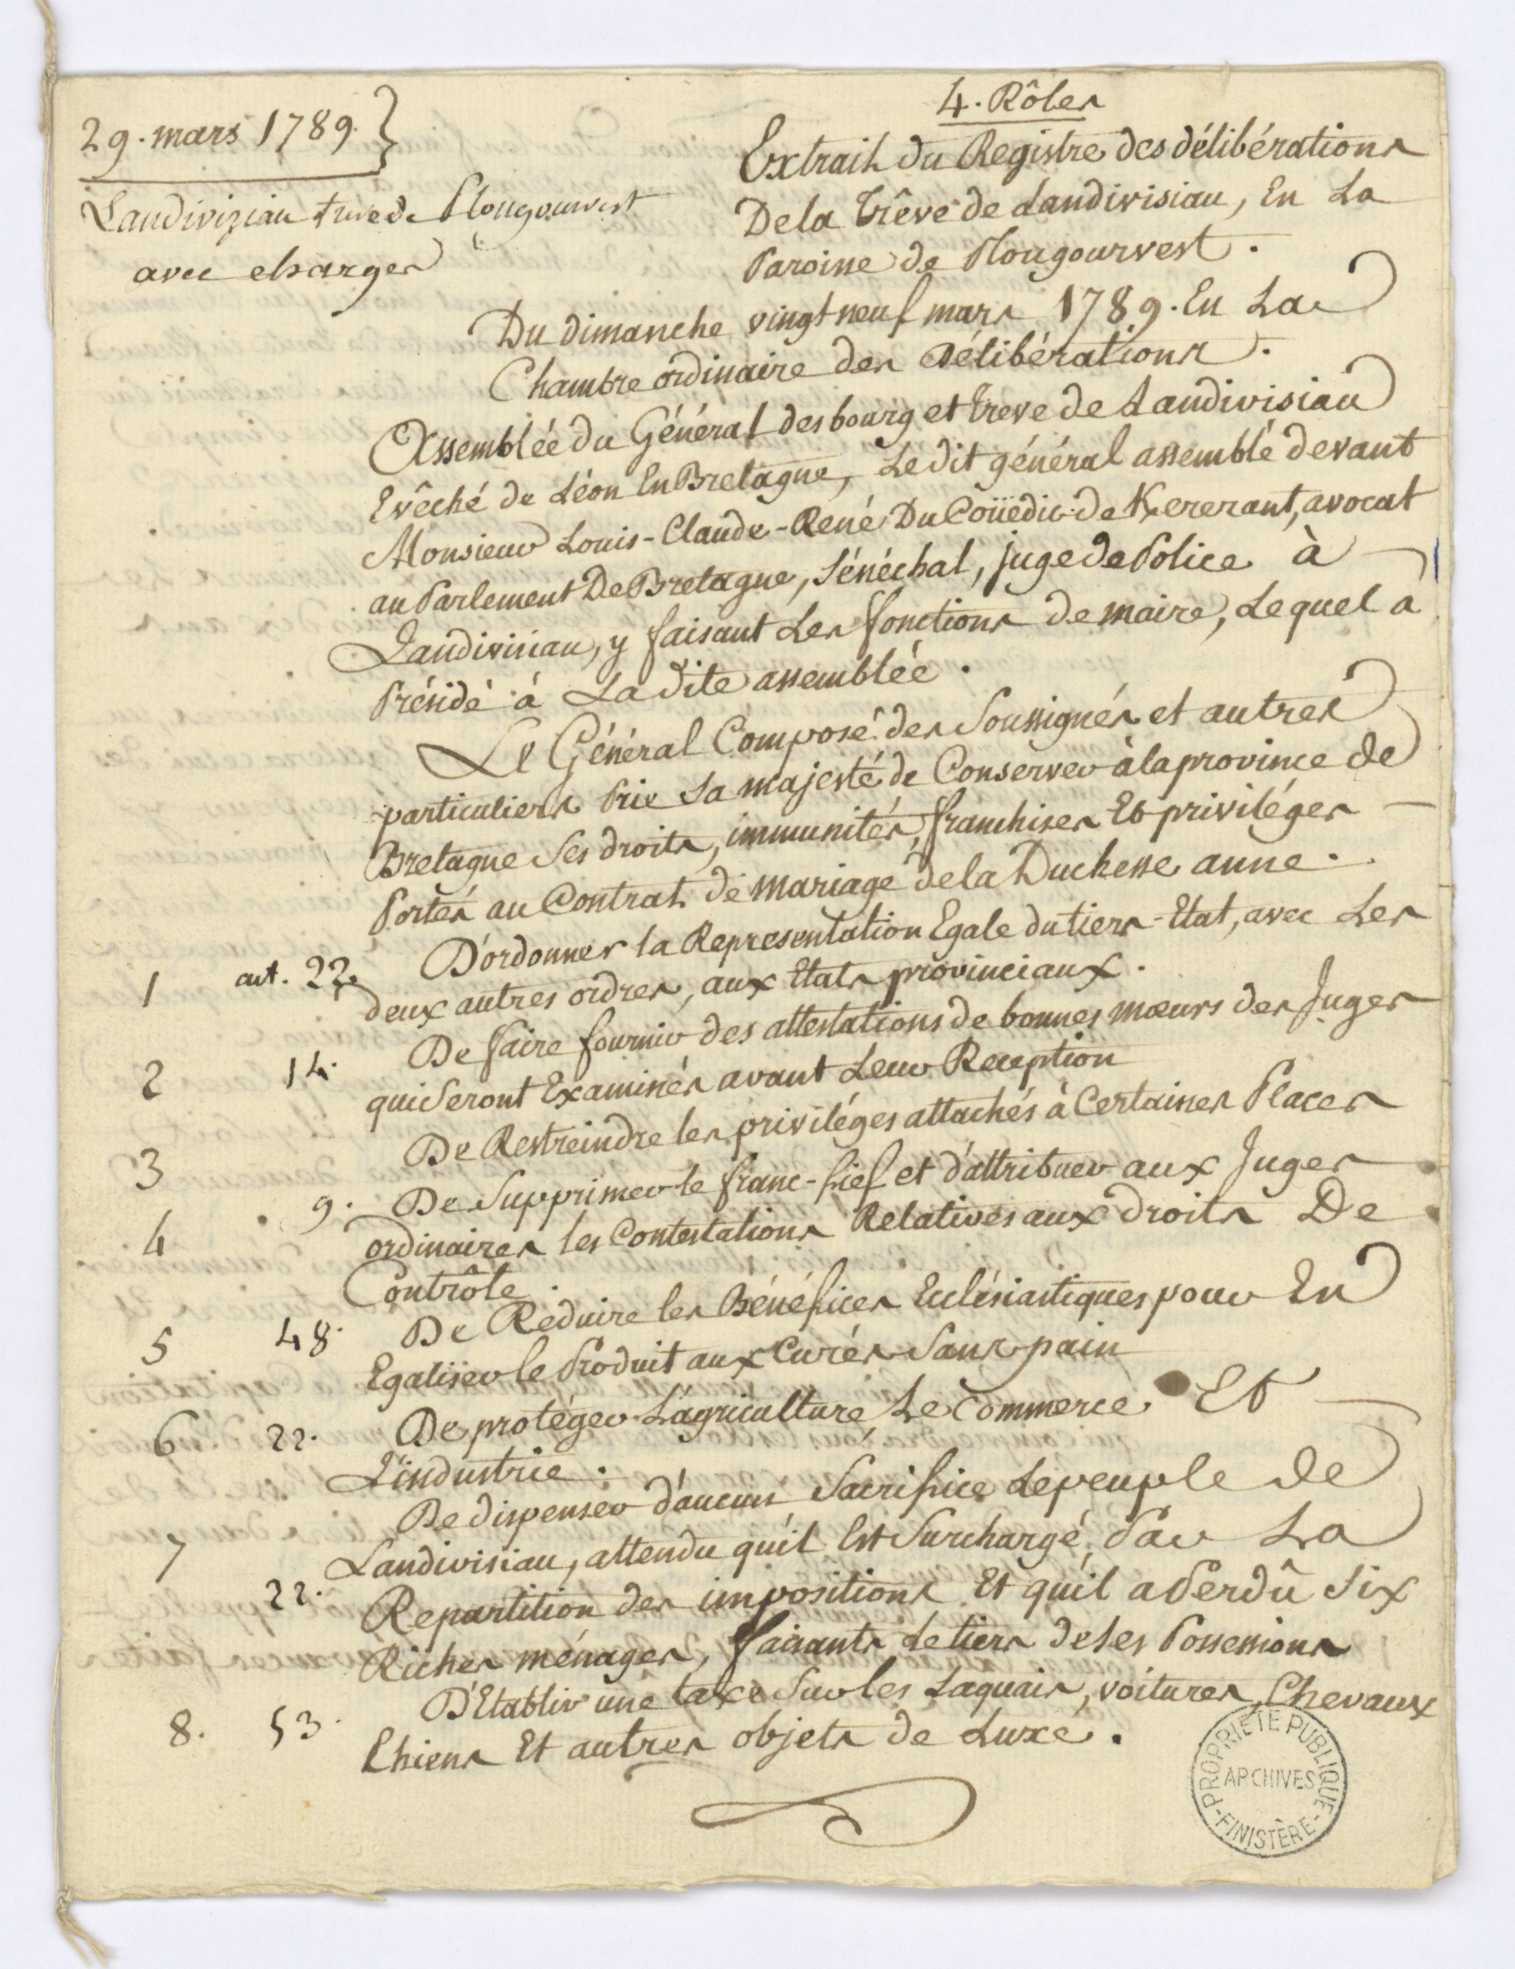 4. Rôles
29. mars 1789.
Landiviziau trève de Plougourvest
avec charges
Extrait du Registre des délibérations
De la Trêve de Landivisiau, En La
Paroisse de Plougourvest.
Du dimanche vingt neuf mars 1789. En La
Chambre ordinaire des Délibérations.
Assemblée du Général des bourg et treve de Landivisiau
Evêché de Léon En Bretagne, Le dit général assemblé devant
Monsieur Louis-Claude-René Du Couëdic de Kererant, avocat
au Parlement De Bretagne, Sénéchal, juge de Police à
Landivisiau, y faisant Les fonctions de maire, Lequel a
Présidé à La dite assemblée.
Le Général Composé des Soussignés et autres
particuliers Prie Sa majesté de Conserver à la province de
Bretagne Ses droits, immunités, franchises Et priviléges
Portés au Contrat de mariage de la Duchesse anne.
1 art. 22. D'ordonner la Representation Egale du tiers-Etat, avec Les
deux autres ordres, aux Etats provinciaux.
2 14. De faire fournir des attestations de bonnes mœurs des Juges
qui Seront Examinés avant Leur Reception
3 De Restreindre les priviléges attachés à Certaines Places
4 9. De Supprimer le franc-fief et d'attribuer aux Juges
ordinaires les Contestations Relatives aux droits De
Contrôle.
5 48. De Réduire les Bénéfices Ecclésiastiques pour En
Egaliser le Produit aux Curés Sans pain
6 22. De protéger L'agriculture, Le Commerce Et
L'industrie.
7 De dispenser d'aucun Sacrifice Le peuple de
Landivisiau, attendu qu'il Est Surchargé Par La
22. Repartition des impositions Et qu'il a Perdû Six
Riches ménages, faisants Le tiers de Ses Possessions
8. 53. D'Etablir une taxe Sur les Laquais, voitures, Chevaux
Chiens Et autres objets de Luxe.
PROPRIÉTÉ PUBLIQUE
ARCHIVES
FINISTÈRE